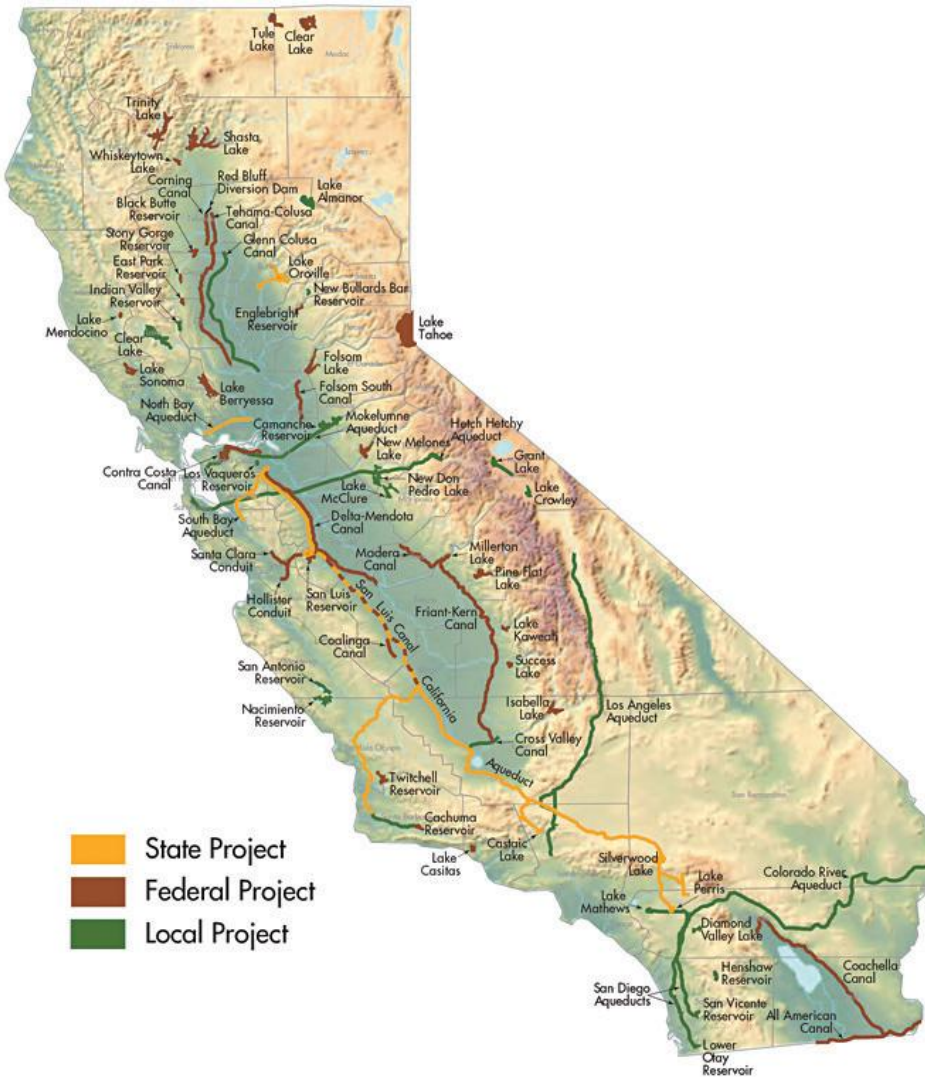 Tule
Lake
Clear
Lake
Siskiyou
Modoc
Trinity
Lake
Shasta
Lake
Whiskeytown
Lake
Lassen
Corning
Canal
Red Bluff
Diversion Dam
Lake
Almanor
Black Butte
Reservoir
Tehama-Colusa
Canal
Stony Gorge
Reservoir
Glenn Colusa
Canal
East Park
Reservoir
Lake
Oroville
Indian Valley
Reservoir
New Bullards Bar
Reservoir
Englebright
Reservoir
Lake
Mendocino
Lake
Tahoe
Clear
Lake
Folsom
Lake
Lake
Sonoma
Lake
Berryessa
Folsom South
Canal
North Bay
Aqueduct
Camanche
Reservoir
Mokelumne
Aqueduct
Hetch Hetchy
Aqueduct
New Melones
Lake
Grant
Lake
Contra Costa
Canal
Los Vaqueros
Reservoir
New Don
Pedro Lake
Lake
McClure
Lake
Crowley
South Bay
Aqueduct
Delta-Mendota
Canal
Santa Clara
Conduit
Madera
Canal
Millerton
Lake
Pine Flat
Lake
Hollister
Conduit
San Luis
Reservoir
San Luis Canal
Friant-Kern
Canal
Lake
Kaweah
Coalinga
Canal
Success
Lake
San Antonio
Reservoir
California
Aqueduct
Isabella
Lake
Los Angeles
Aqueduct
Nacimiento
Reservoir
Cross Valley
Canal
San Luis Obispo
Twitchell
Reservoir
San Bernardino
Cachuma
Reservoir
Castaic
Lake
Lake
Casitas
Silverwood
Lake
Lake
Perris
Colorado River
Aqueduct
Lake
Mathews
Diamond
Valley Lake
Coachella
Canal
Henshaw
Reservoir
San Diego
Aqueducts
San Vicente
Reservoir
All American
Canal
Lower
Otay
Reservoir
State Project
Federal Project
Local Project